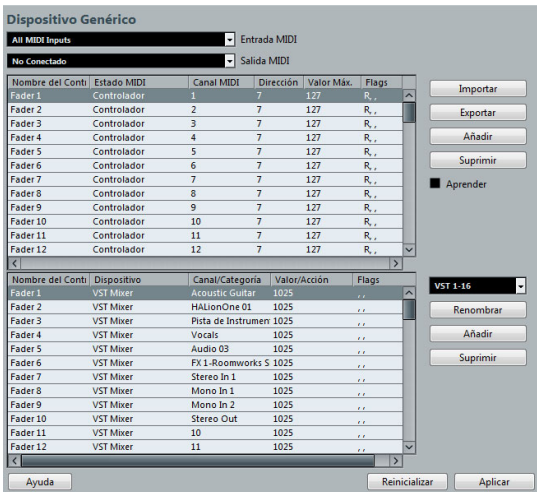 Dispositivo Genérico
All MIDI Inputs Entrada MIDI
No Conectado Salida MIDI
Nombre del Conti Estado MIDI Canal MIDI Dirección Valor Máx. Flags
Fader 1 Controlador 1 7 127 R, ,
Fader 2 Controlador 2 7 127 R, ,
Fader 3 Controlador 3 7 127 R, ,
Fader 4 Controlador 4 7 127 R, ,
Fader 5 Controlador 5 7 127 R, ,
Fader 6 Controlador 6 7 127 R, ,
Fader 7 Controlador 7 7 127 R, ,
Fader 8 Controlador 8 7 127 R, ,
Fader 9 Controlador 9 7 127 R, ,
Fader 10 Controlador 10 7 127 R, ,
Fader 11 Controlador 11 7 127 R, ,
Fader 12 Controlador 12 7 127 R, ,
Importar
Exportar
Añadir
Suprimir
Aprender
Nombre del Conti Dispositivo Canal/Categoría Valor/Acción Flags
Fader 1 VST Mixer Acoustic Guitar 1025 , ,
Fader 2 VST Mixer HALionOne 01 1025 , ,
Fader 3 VST Mixer Pista de Instrumen 1025 , ,
Fader 4 VST Mixer Vocals 1025 , ,
Fader 5 VST Mixer Audio 03 1025 , ,
Fader 6 VST Mixer FX 1-Roomworks S 1025 , ,
Fader 7 VST Mixer Stereo In 1 1025 , ,
Fader 8 VST Mixer Mono In 1 1025 , ,
Fader 9 VST Mixer Mono In 2 1025 , ,
Fader 10 VST Mixer Stereo Out 1025 , ,
Fader 11 VST Mixer 10 1025 , ,
Fader 12 VST Mixer 11 1025 , ,
VST 1-16
Renombrar
Añadir
Suprimir
Ayuda Reinicializar Aplicar